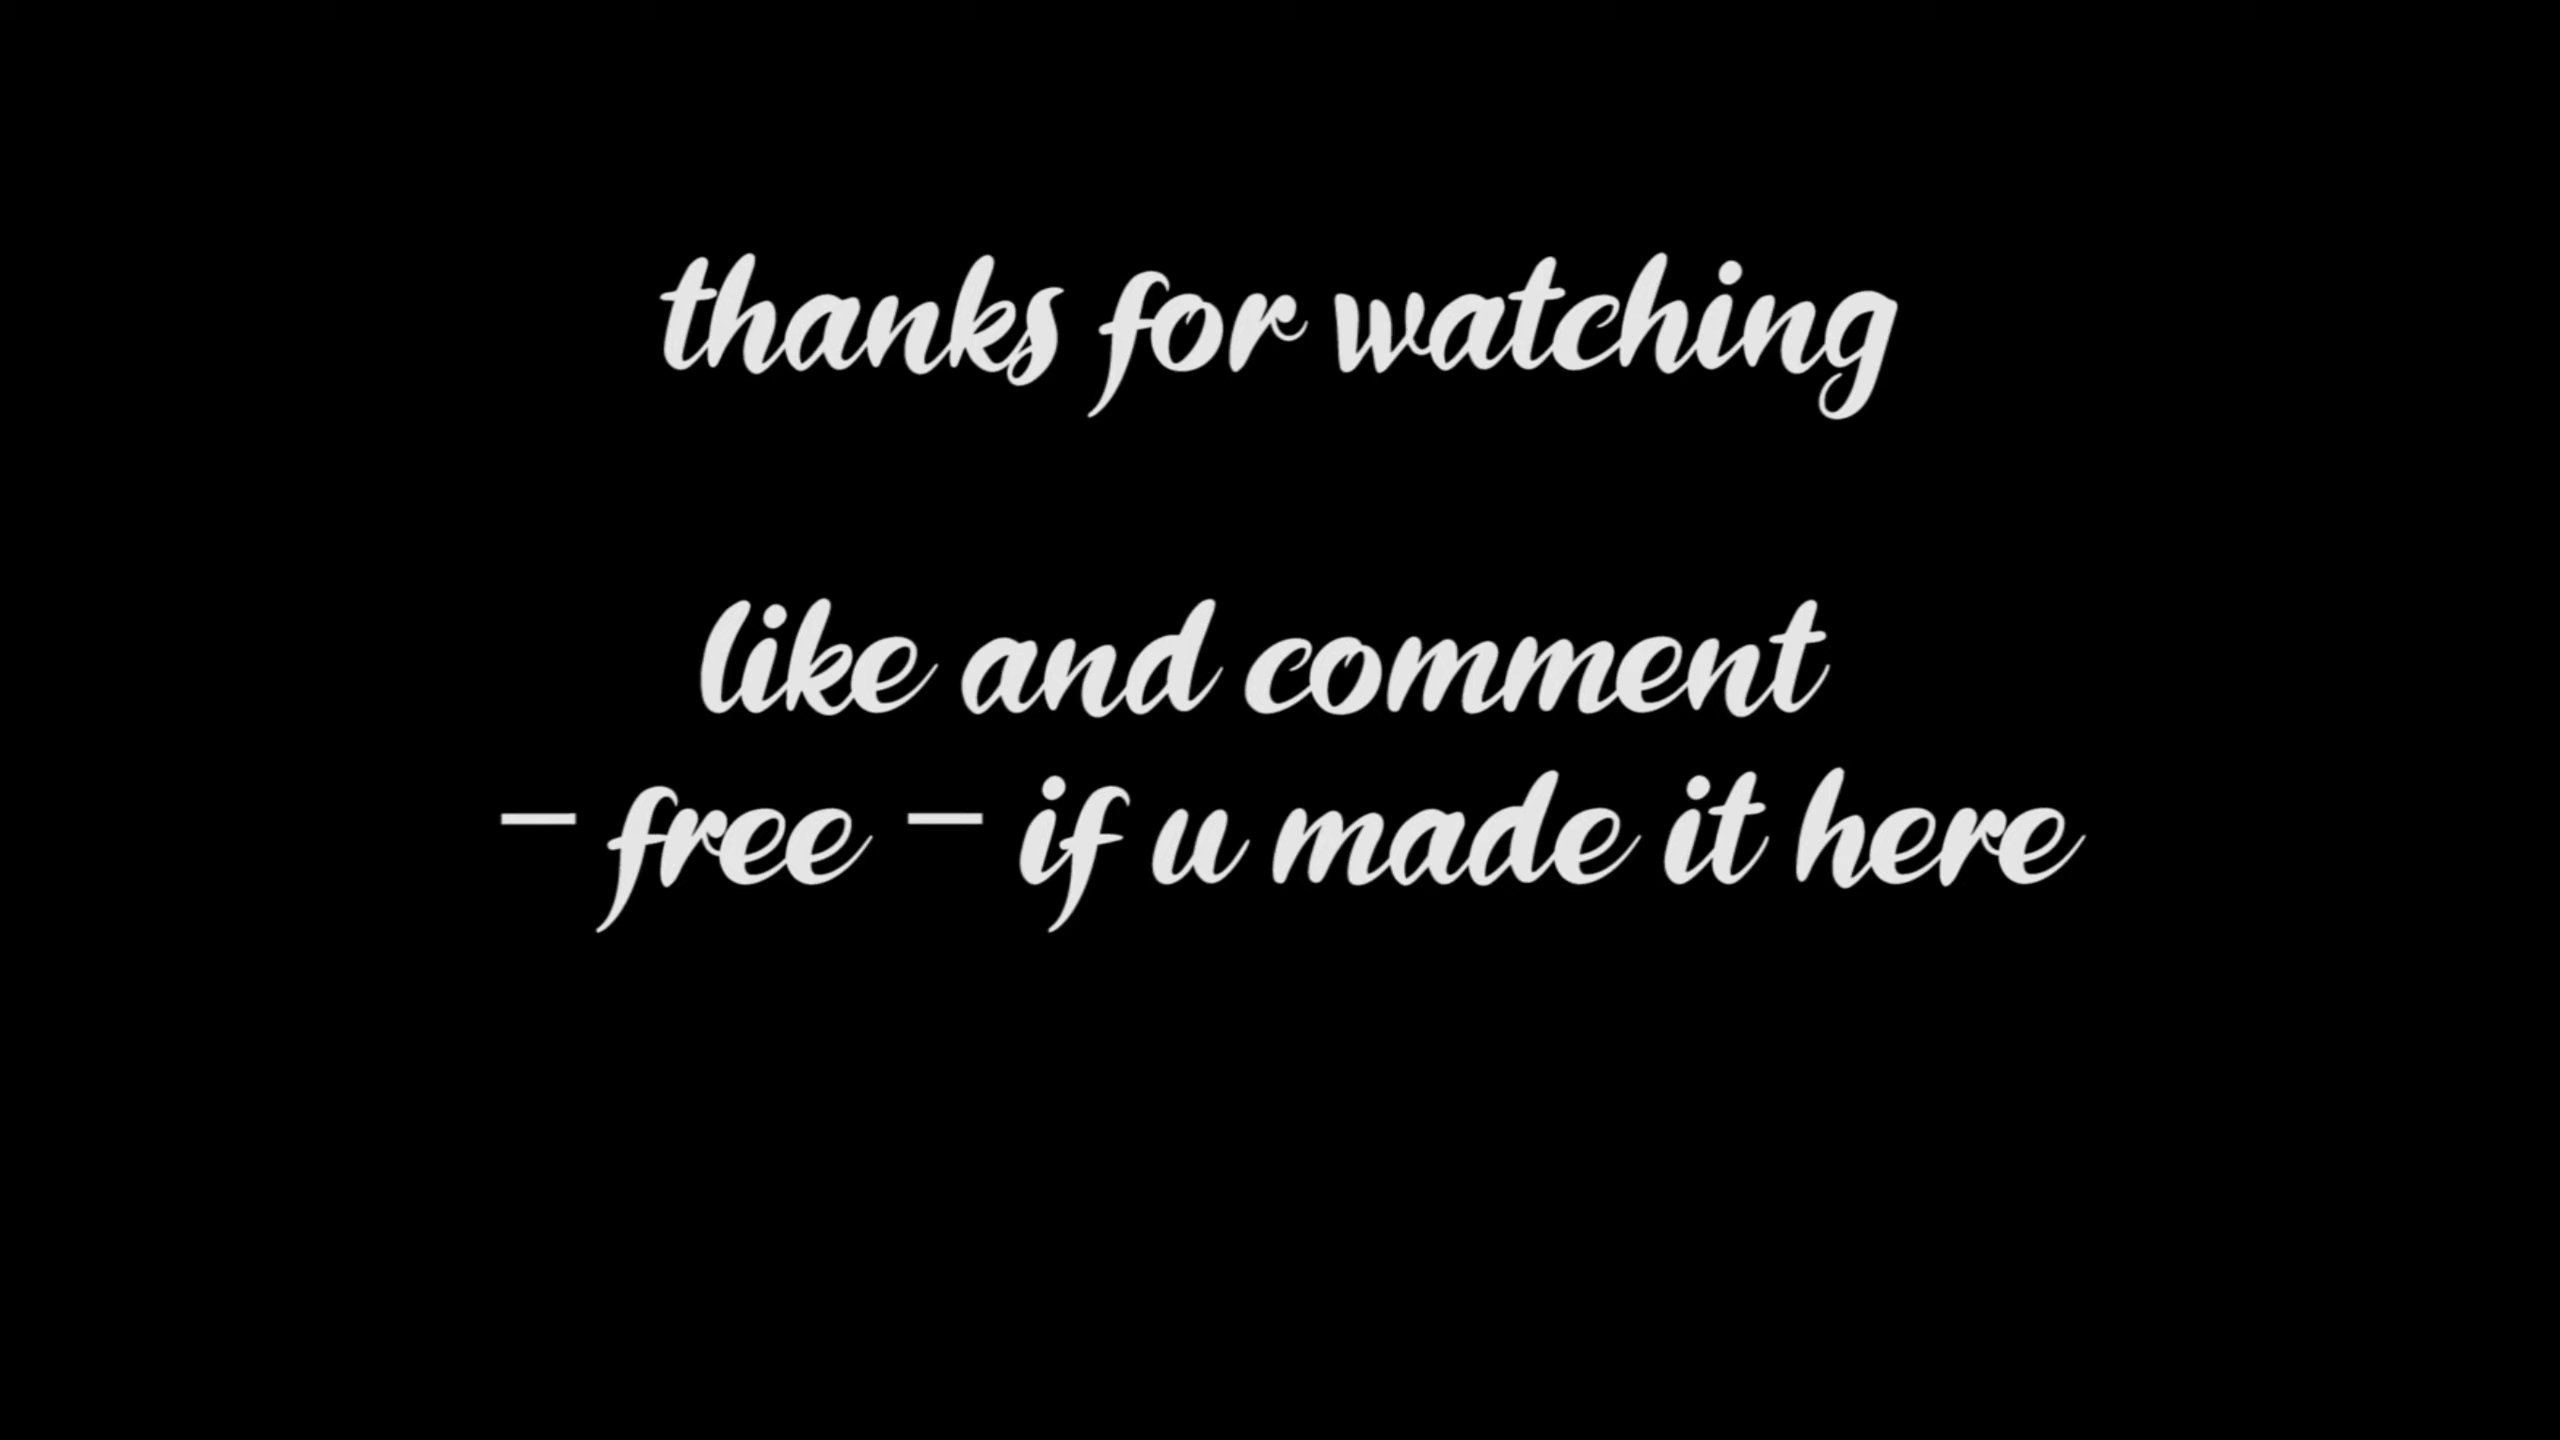 thanks for watching
like and comment
- free - if u made it here